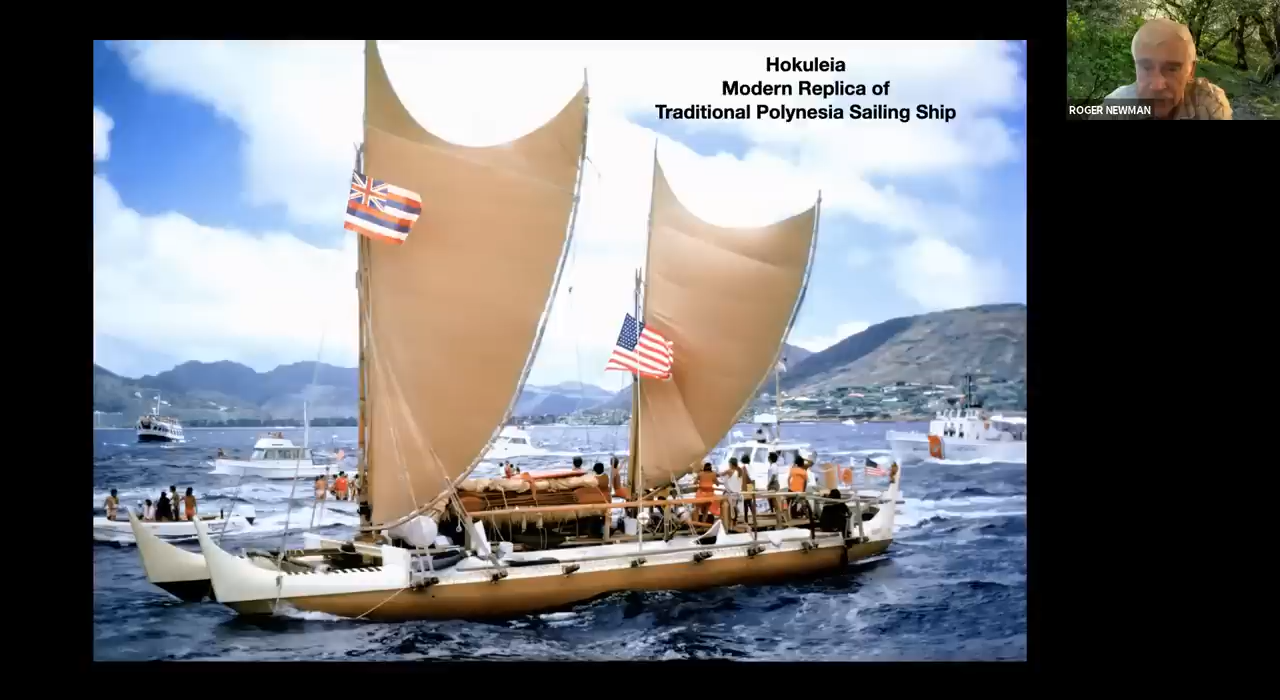 Hokuleia
Modern Replica of
Traditional Polynesia Sailing Ship
ROGER NEWMAN